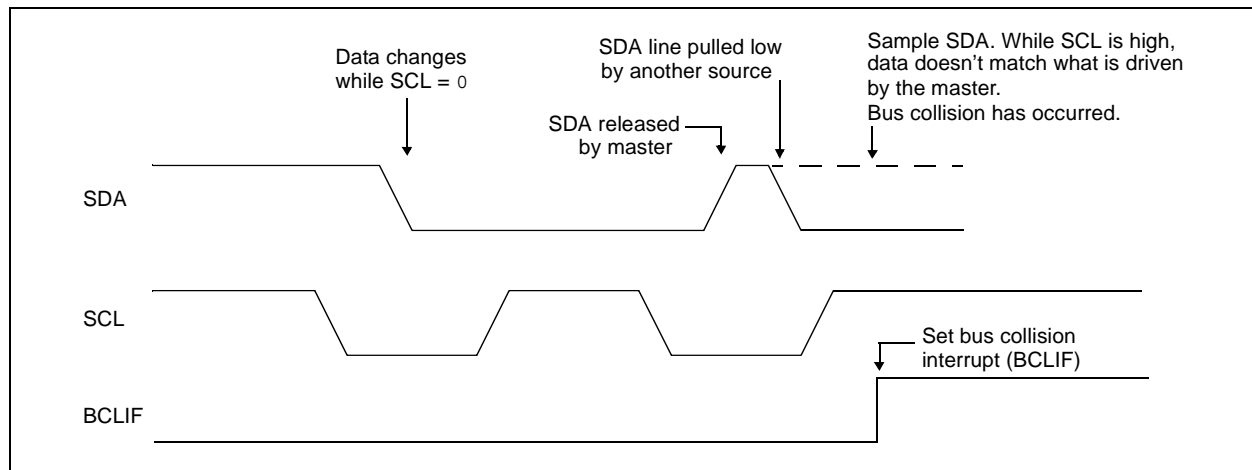 Data changes
while SCL = 0
SDA line pulled low
by another source
Sample SDA. While SCL is high,
data doesn't match what is driven
by the master.
Bus collision has occurred.
SDA released
by master
SDA
SCL
Set bus collision
interrupt (BCLIF)
BCLIF